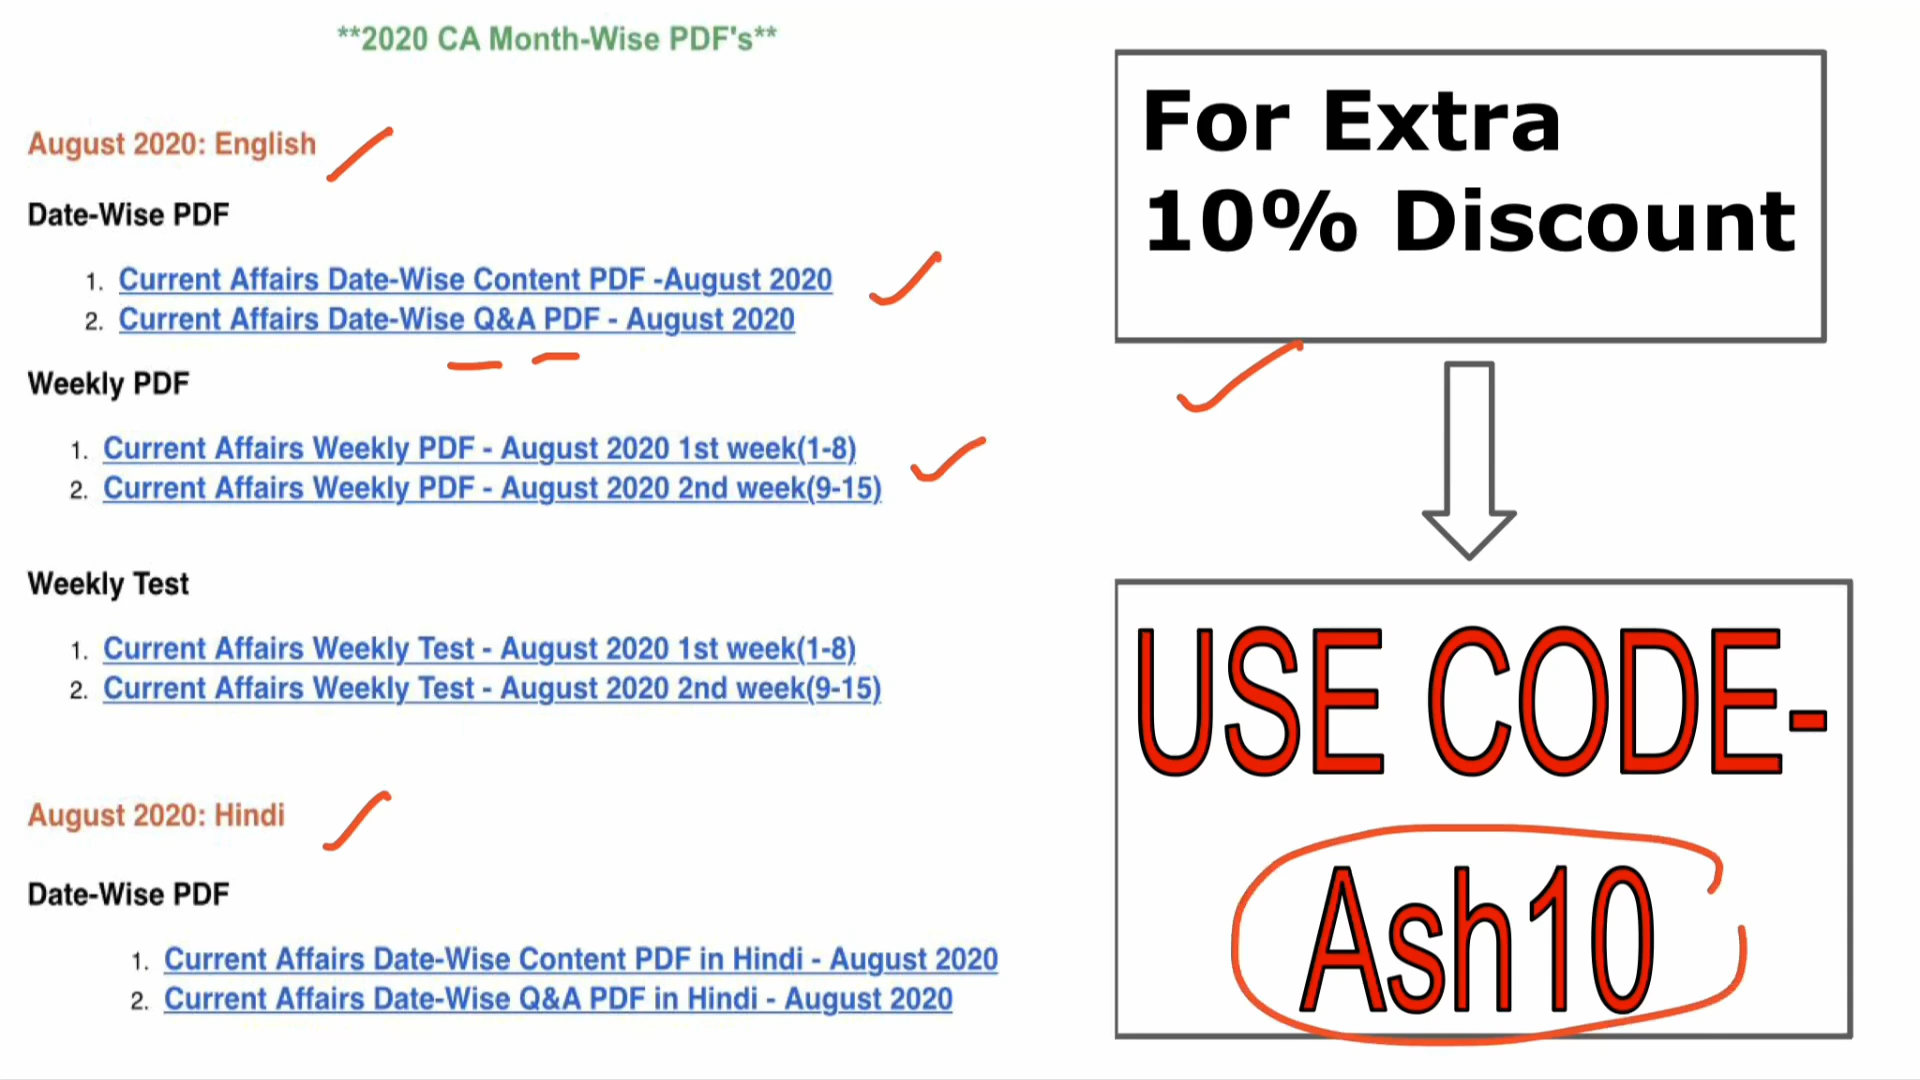 **2020 CA Month-Wise PDF's**
August 2020: English
Date-Wise PDF
1. Current Affairs Date-Wise Content PDF -August 2020
2. Current Affairs Date-Wise Q&A PDF - August 2020
Weekly PDF
1. Current Affairs Weekly PDF - August 2020 1st week(1-8)
2. Current Affairs Weekly PDF - August 2020 2nd week(9-15)
Weekly Test
1. Current Affairs Weekly Test - August 2020 1st week(1-8)
2. Current Affairs Weekly Test - August 2020 2nd week(9-15)
August 2020: Hindi
Date-Wise PDF
1. Current Affairs Date-Wise Content PDF in Hindi - August 2020
2. Current Affairs Date-Wise Q&A PDF in Hindi - August 2020
For Extra
10% Discount
USE CODE-
Ash10